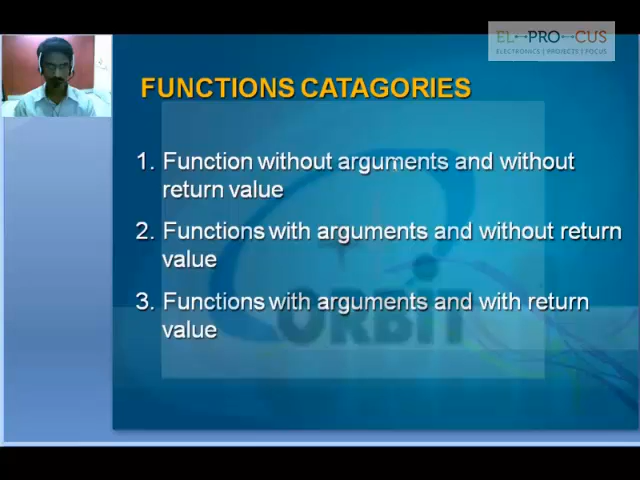 EL PRO CUS
ELECTRONICS | PROJECTS | FOCUS
FUNCTIONS CATAGORIES
1. Function without arguments and without
return value
2. Functions with arguments and without return
value
3. Functions with arguments and with return
value
ORBiT